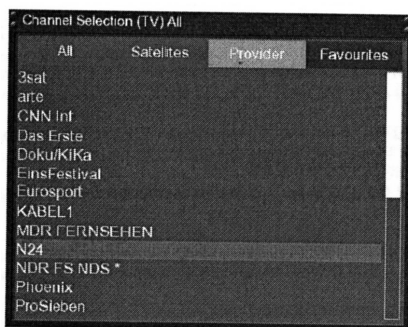 Channel Selection (TV) All
All Satellites Provider Favourites
3sat
arte
CNN Int
Das Erste
Doku/KiKa
EinsFestival
Eurosport
KABEL1
MDR FERNSEHEN
N24
NDR FS NDS *
Phoenix
ProSieben